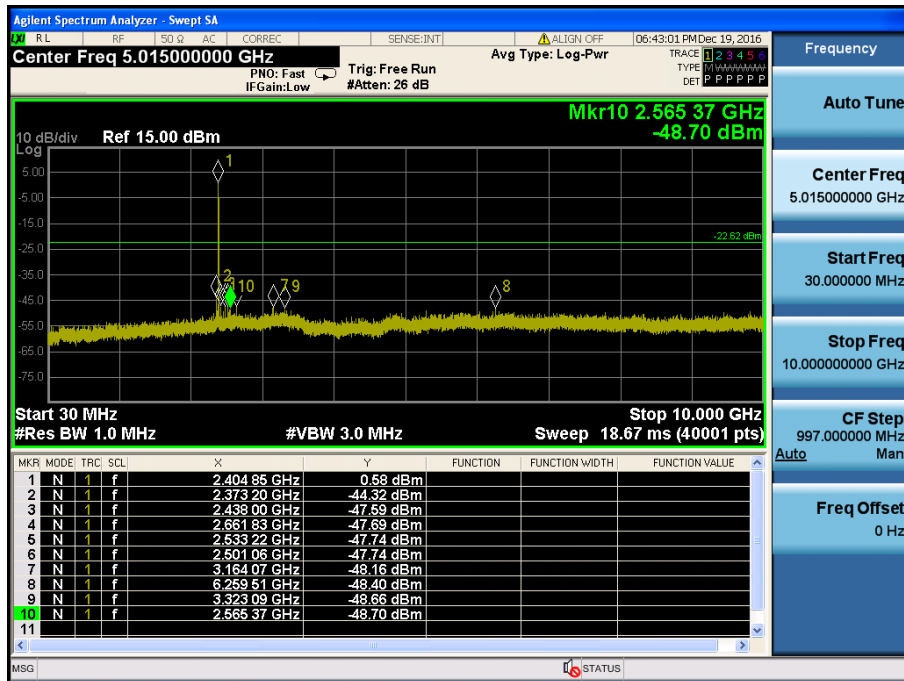 Agilent Spectrum Analyzer - Swept SA
LXI RL RF 50 Ω AC CORREC SENSE:INT ALIGN OFF 06:43:01 PM Dec 19, 2016
Center Freq 5.015000000 GHz
PNO: Fast
IFGain:Low
Trig: Free Run
#Atten: 26 dB
Avg Type: Log-Pwr
TRACE 1 2 3 4 5 6
TYPE M WWWWW
DET P P P P P P
Mkr10 2.565 37 GHz
-48.70 dBm
10 dB/div Ref 15.00 dBm
Log
5.00
-5.00
-15.0
-25.0
-35.0
-45.0
-55.0
-65.0
-75.0
-22.62 dBm
1
2
10
7
9
8
Start 30 MHz Stop 10.000 GHz
#Res BW 1.0 MHz #VBW 3.0 MHz Sweep 18.67 ms (40001 pts)
MKR MODE TRC SCL X Y FUNCTION FUNCTION WIDTH FUNCTION VALUE
1 N 1 f 2.404 85 GHz 0.58 dBm
2 N 1 f 2.373 20 GHz -44.32 dBm
3 N 1 f 2.438 00 GHz -47.59 dBm
4 N 1 f 2.661 83 GHz -47.69 dBm
5 N 1 f 2.533 22 GHz -47.74 dBm
6 N 1 f 2.501 06 GHz -47.74 dBm
7 N 1 f 3.164 07 GHz -48.16 dBm
8 N 1 f 6.259 51 GHz -48.40 dBm
9 N 1 f 3.323 09 GHz -48.66 dBm
10 N 1 f 2.565 37 GHz -48.70 dBm
11
MSG STATUS
Frequency
Auto Tune
Center Freq
5.015000000 GHz
Start Freq
30.000000 MHz
Stop Freq
10.000000000 GHz
CF Step
997.000000 MHz
Auto Man
Freq Offset
0 Hz